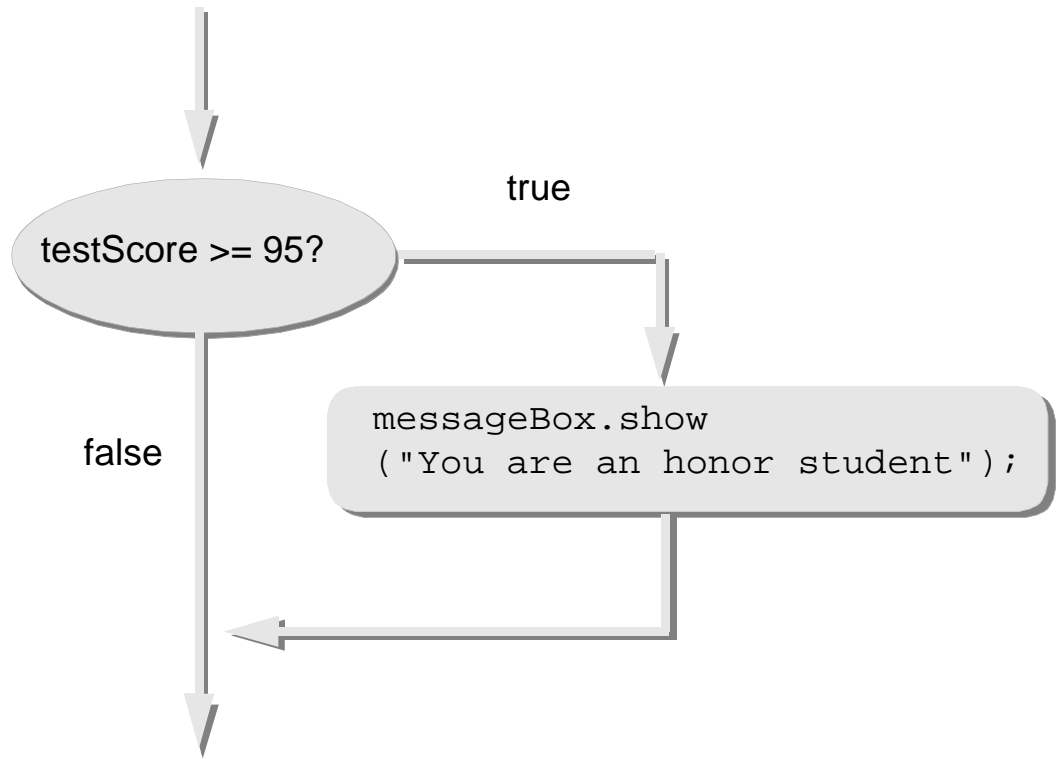 true
testScore >= 95?
messageBox.show
("You are an honor student");
false